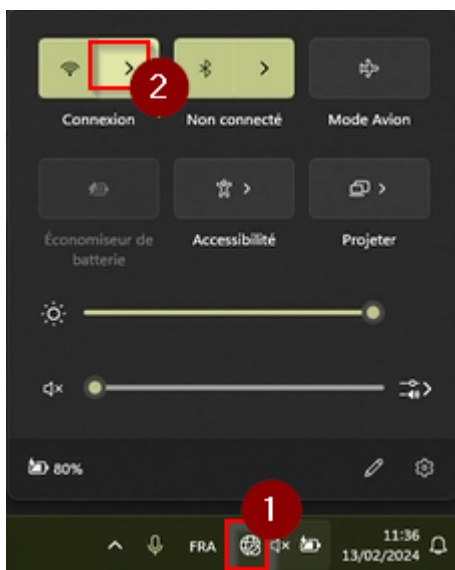 2
Connexion
Non connecté
Mode Avion
Économiseur de
batterie
Accessibilité
Projeter
80%
1
FRA
11:36
13/02/2024